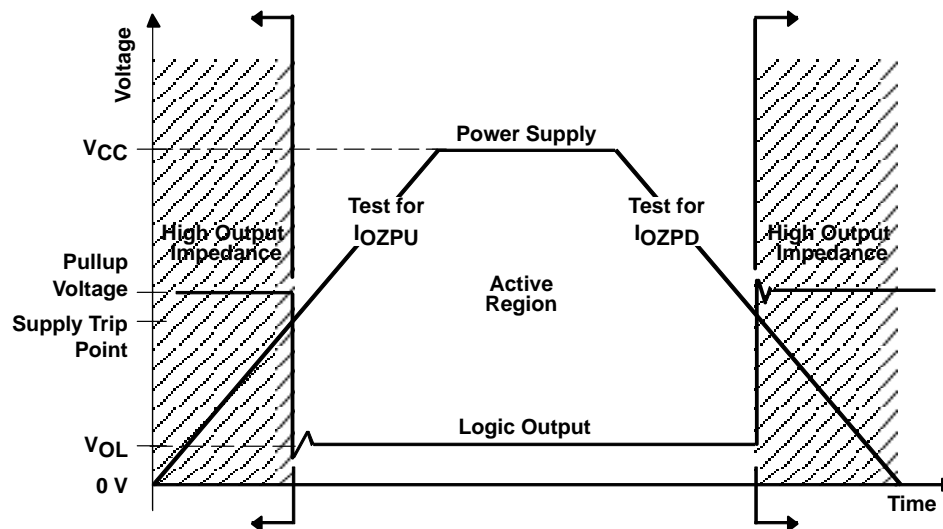 Voltage
VCC
Power Supply
Test for
IOZPU
Test for
IOZPD
High Output
Impedance
High Output
Impedance
Pullup
Voltage
Active
Region
Supply Trip
Point
Logic Output
VOL
0 V
Time